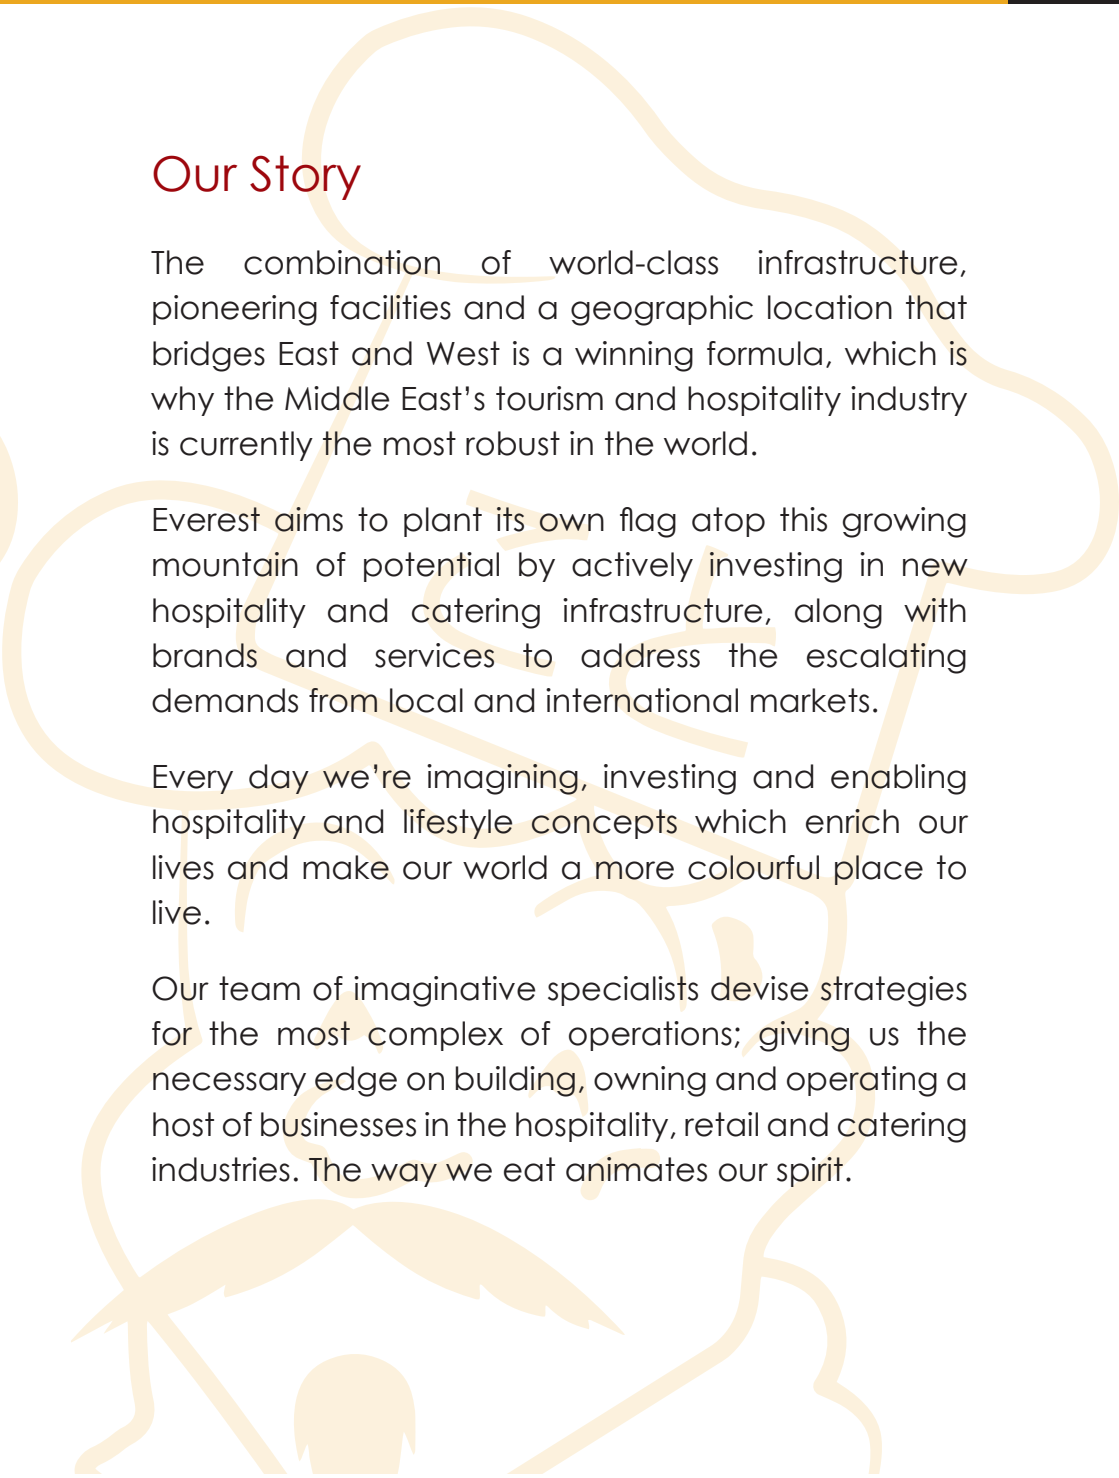 Our Story
The combination of world-class infrastructure,
pioneering facilities and a geographic location that
bridges East and West is a winning formula, which is
why the Middle East’s tourism and hospitality industry
is currently the most robust in the world.
Everest aims to plant its own flag atop this growing
mountain of potential by actively investing in new
hospitality and catering infrastructure, along with
brands and services to address the escalating
demands from local and international markets.
Every day we’re imagining, investing and enabling
hospitality and lifestyle concepts which enrich our
lives and make our world a more colourful place to
live.
Our team of imaginative specialists devise strategies
for the most complex of operations; giving us the
necessary edge on building, owning and operating a
host of businesses in the hospitality, retail and catering
industries. The way we eat animates our spirit.